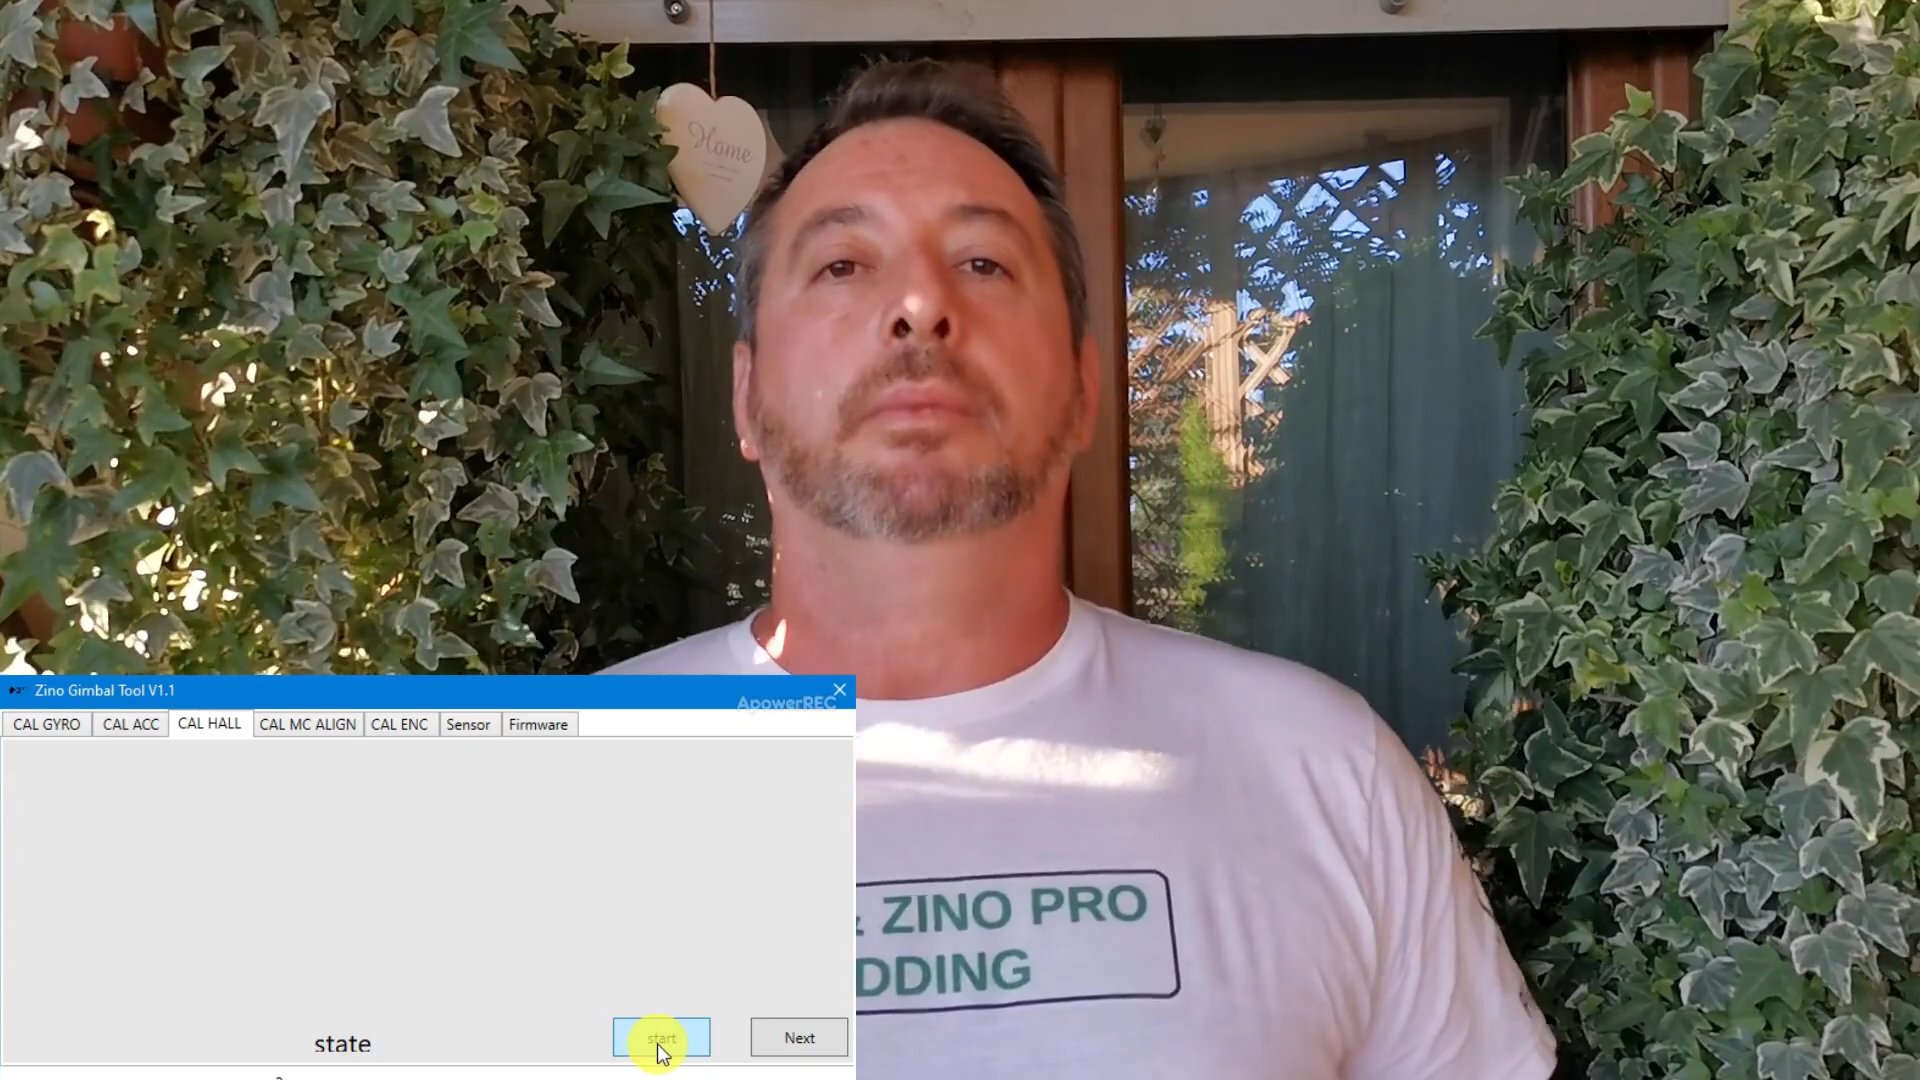 Home
Zino Gimbal Tool V1.1
ApowerREC
CAL GYRO CAL ACC CAL HALL CAL MC ALIGN CAL ENC Sensor Firmware
& ZINO PRO
DDING
state
start
Next